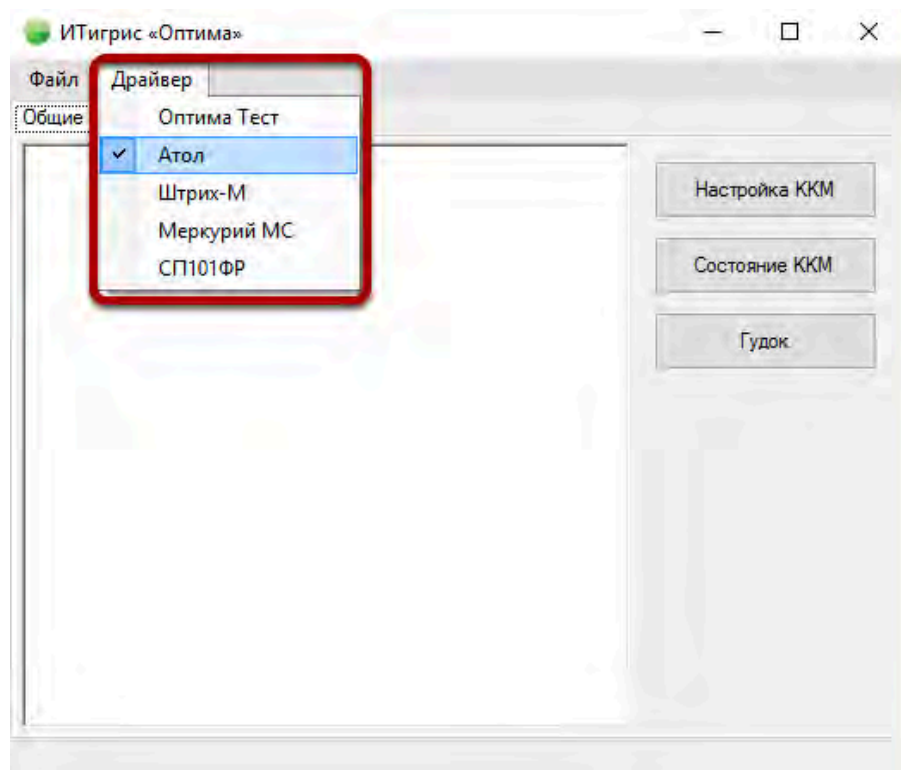 ИТигрис «Оптима»
Файл Драйвер
Общие
Оптима Тест
Атол
Штрих-М
Меркурий МС
СП101ФР
Настройка ККМ
Состояние ККМ
Гудок